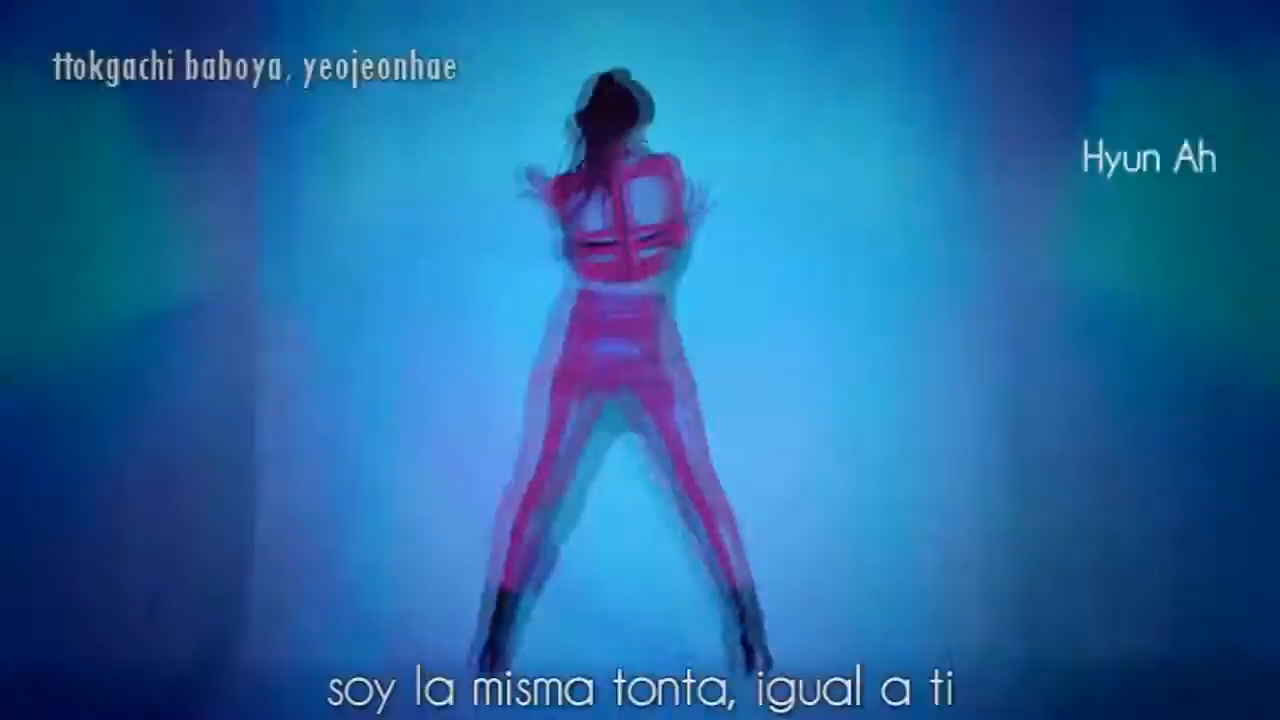 ttokgachi baboya, yeojeonhae
Hyun Ah
soy la misma tonta, igual a ti